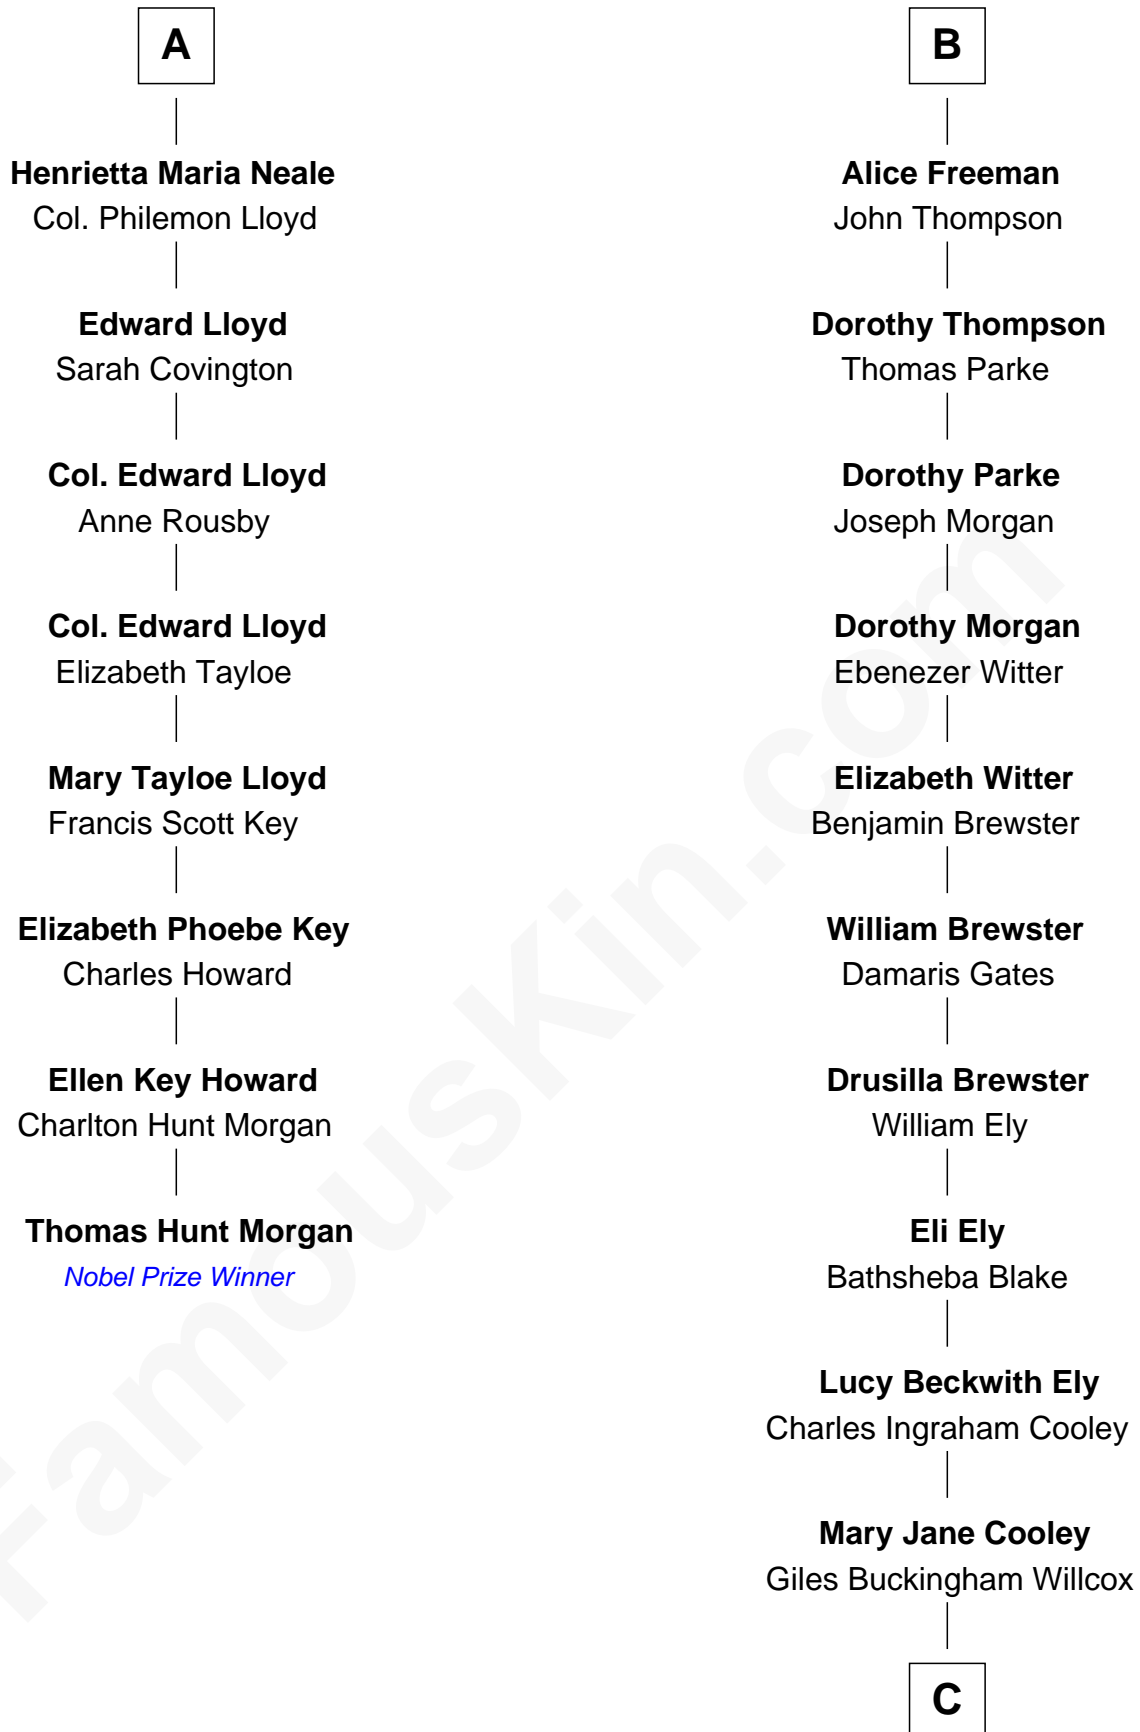 A
Henrietta Maria Neale
Col. Philemon Lloyd
Edward Lloyd
Sarah Covington
Col. Edward Lloyd
Anne Rousby
Col. Edward Lloyd
Elizabeth Tayloe
Mary Tayloe Lloyd
Francis Scott Key
Elizabeth Phoebe Key
Charles Howard
Ellen Key Howard
Charlton Hunt Morgan
Thomas Hunt Morgan
Nobel Prize Winner
B
Alice Freeman
John Thompson
Dorothy Thompson
Thomas Parke
Dorothy Parke
Joseph Morgan
Dorothy Morgan
Ebenezer Witter
Elizabeth Witter
Benjamin Brewster
William Brewster
Damaris Gates
Drusilla Brewster
William Ely
Eli Ely
Bathsheba Blake
Lucy Beckwith Ely
Charles Ingraham Cooley
Mary Jane Cooley
Giles Buckingham Willcox
C
FamousKin.com